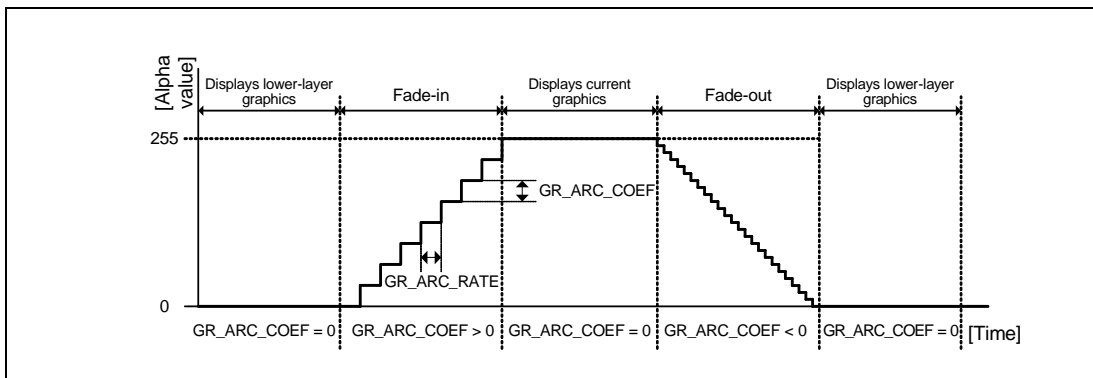 [Alpha value]
Displays lower-layer graphics
Fade-in
Displays current graphics
Fade-out
Displays lower-layer graphics
255
GR_ARC_COEF
GR_ARC_RATE
0
GR_ARC_COEF = 0
GR_ARC_COEF > 0
GR_ARC_COEF = 0
GR_ARC_COEF < 0
GR_ARC_COEF = 0
[Time]